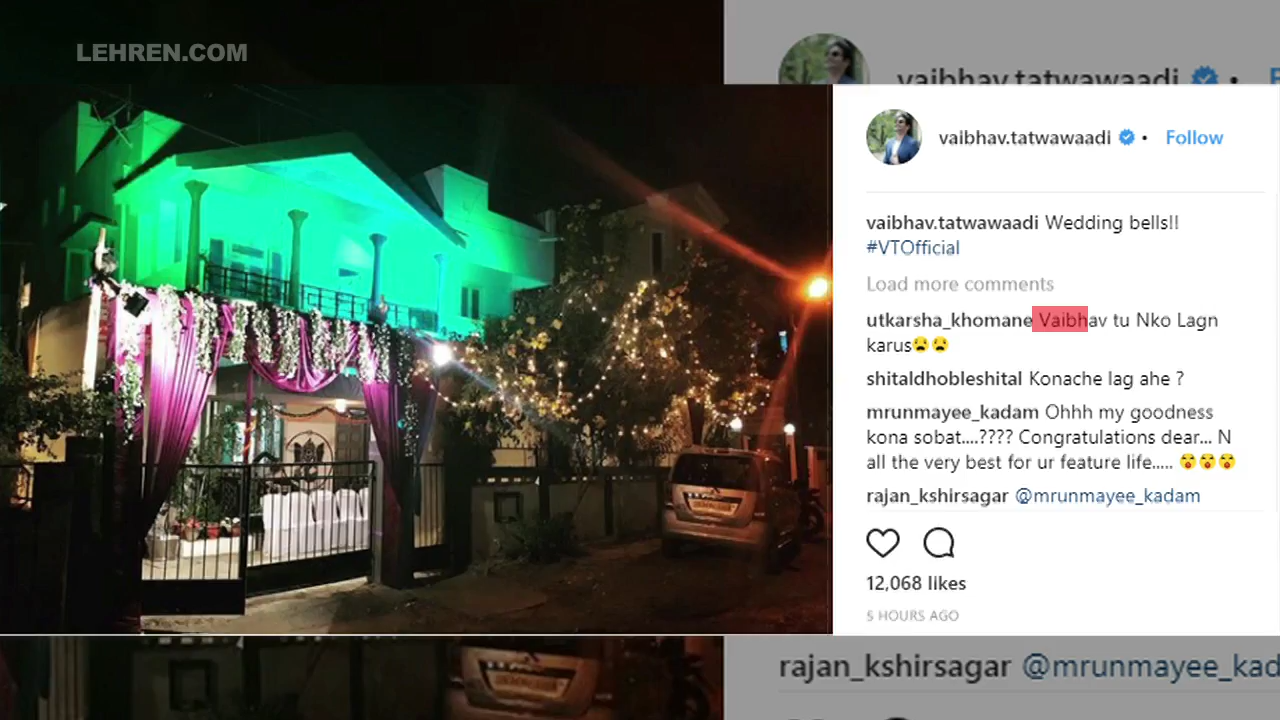 LEHREN.COM
vaibhav.tatwawaadi •
vaibhav.tatwawaadi • Follow
vaibhav.tatwawaadi Wedding bells!!
#VTOfficial
Load more comments
utkarsha_khomane Vaibhav tu Nko Lagn
karus😫😫
shitaldhobleshital Konache lag ahe ?
mrunmayee_kadam Ohhh my goodness
kona sobat....???? Congratulations dear... N
all the very best for ur feature life..... 😲😲😲
rajan_kshirsagar @mrunmayee_kadam
12,068 likes
5 HOURS AGO
rajan_kshirsagar @mrunmayee_kad